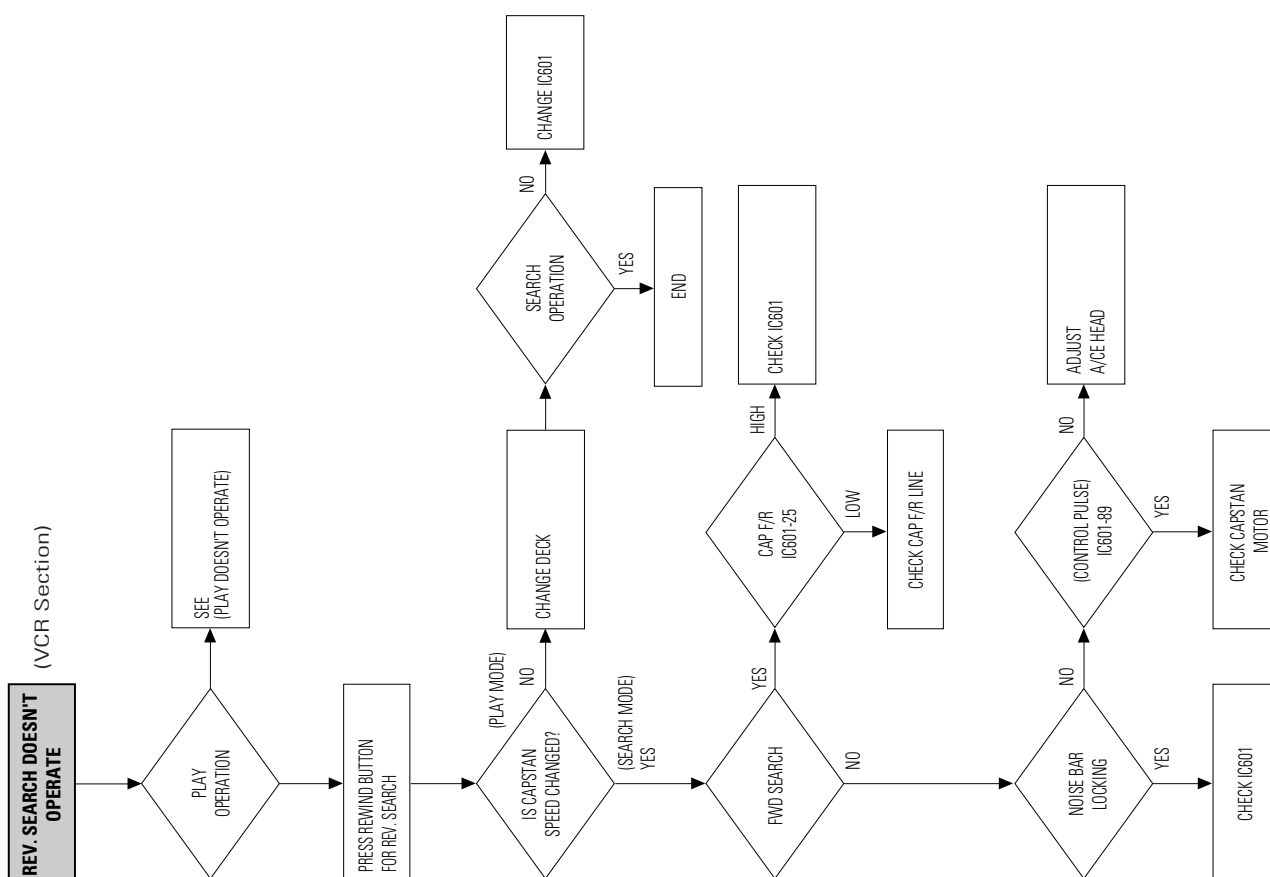 REV. SEARCH DOESN'T
OPERATE
(VCR Section)
PLAY
OPERATION
SEE
(PLAY DOESN'T OPERATE)
PRESS REWIND BUTTON
FOR REV. SEARCH
IS CAPSTAN
SPEED CHANGED?
(PLAY MODE)
NO
(SEARCH MODE)
YES
CHANGE DECK
SEARCH
OPERATION
NO
CHANGE IC601
YES
END
FWD SEARCH
YES
NO
CAP F/R
IC601-25
HIGH
CHECK IC601
LOW
CHECK CAP F/R LINE
NOISE BAR
LOCKING
NO
YES
CHECK IC601
(CONTROL PULSE)
IC601-89
NO
ADJUST
A/CE HEAD
YES
CHECK CAPSTAN
MOTOR